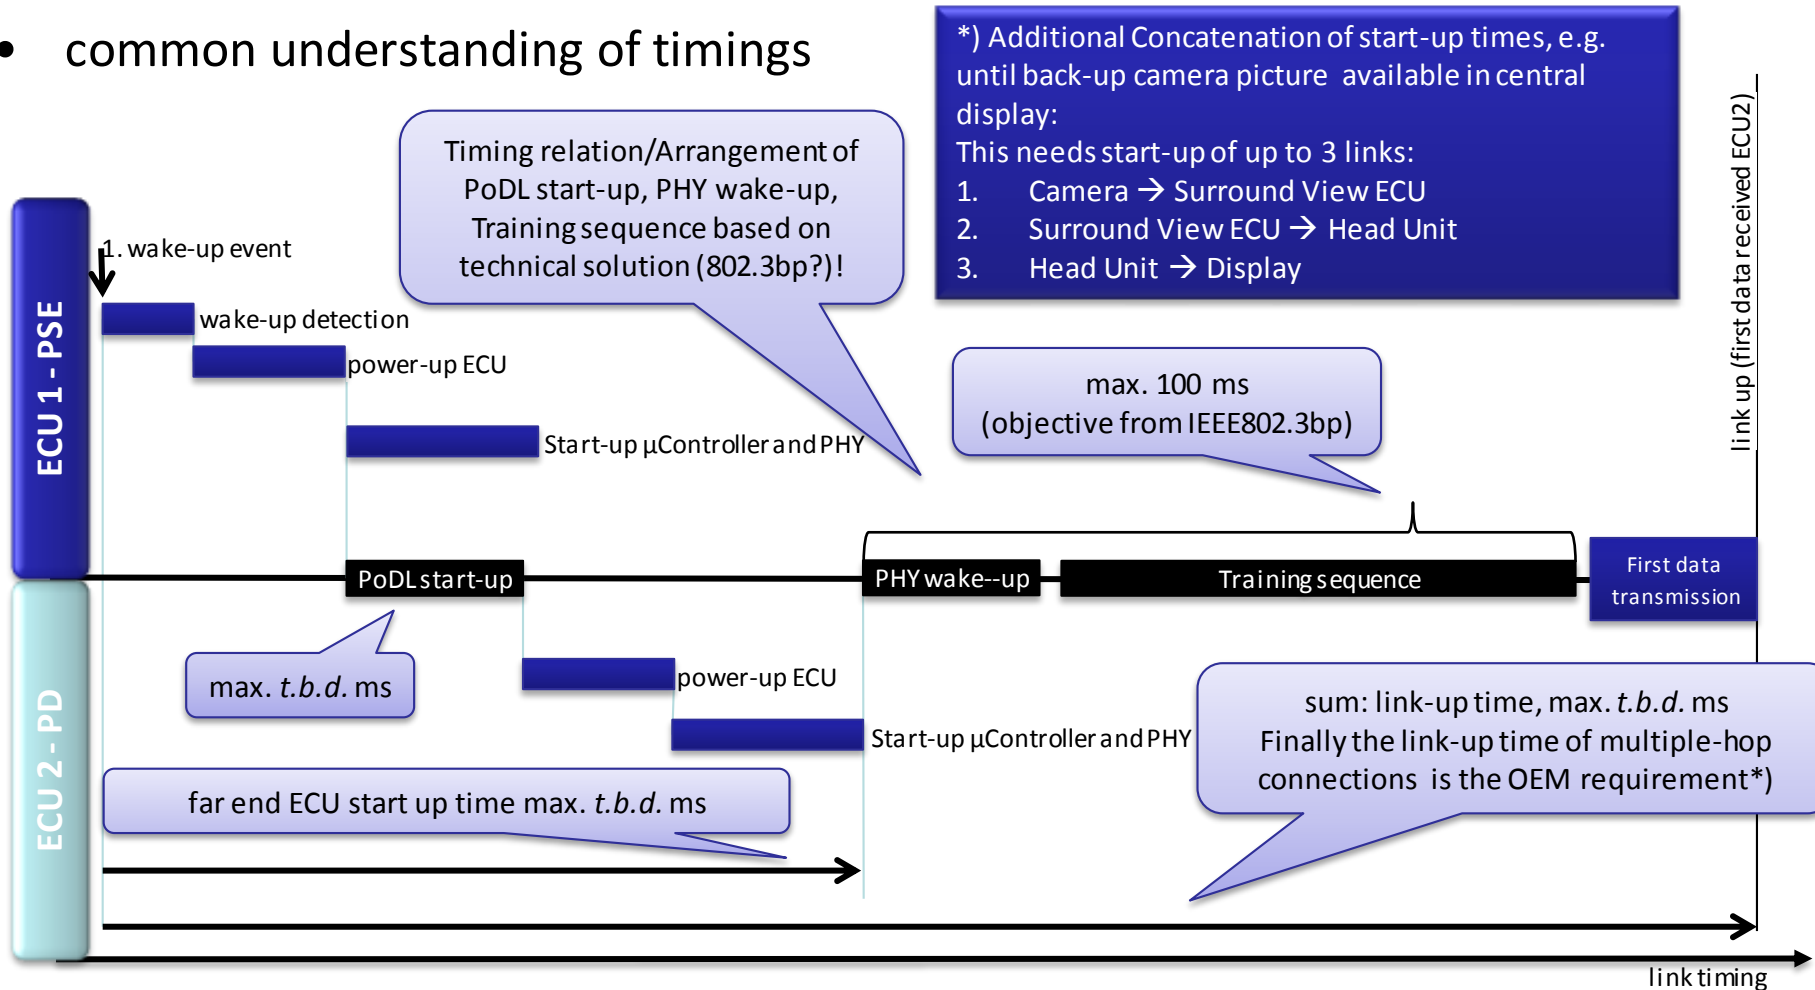 • common understanding of timings
*) Additional Concatenation of start-up times, e.g.
until back-up camera picture available in central
display:
This needs start-up of up to 3 links:
1. Camera → Surround View ECU
2. Surround View ECU → Head Unit
3. Head Unit → Display
link up (first data received ECU2)
Timing relation/Arrangement of
PoDL start-up, PHY wake-up,
Training sequence based on
technical solution (802.3bp?)!
ECU 1 - PSE
1. wake-up event
wake-up detection
power-up ECU
Start-up µController and PHY
max. 100 ms
(objective from IEEE802.3bp)
PoDL start-up
PHY wake--up
Training sequence
First data
transmission
ECU 2 - PD
max. t.b.d. ms
power-up ECU
Start-up µController and PHY
sum: link-up time, max. t.b.d. ms
Finally the link-up time of multiple-hop
connections is the OEM requirement*)
far end ECU start up time max. t.b.d. ms
link timing